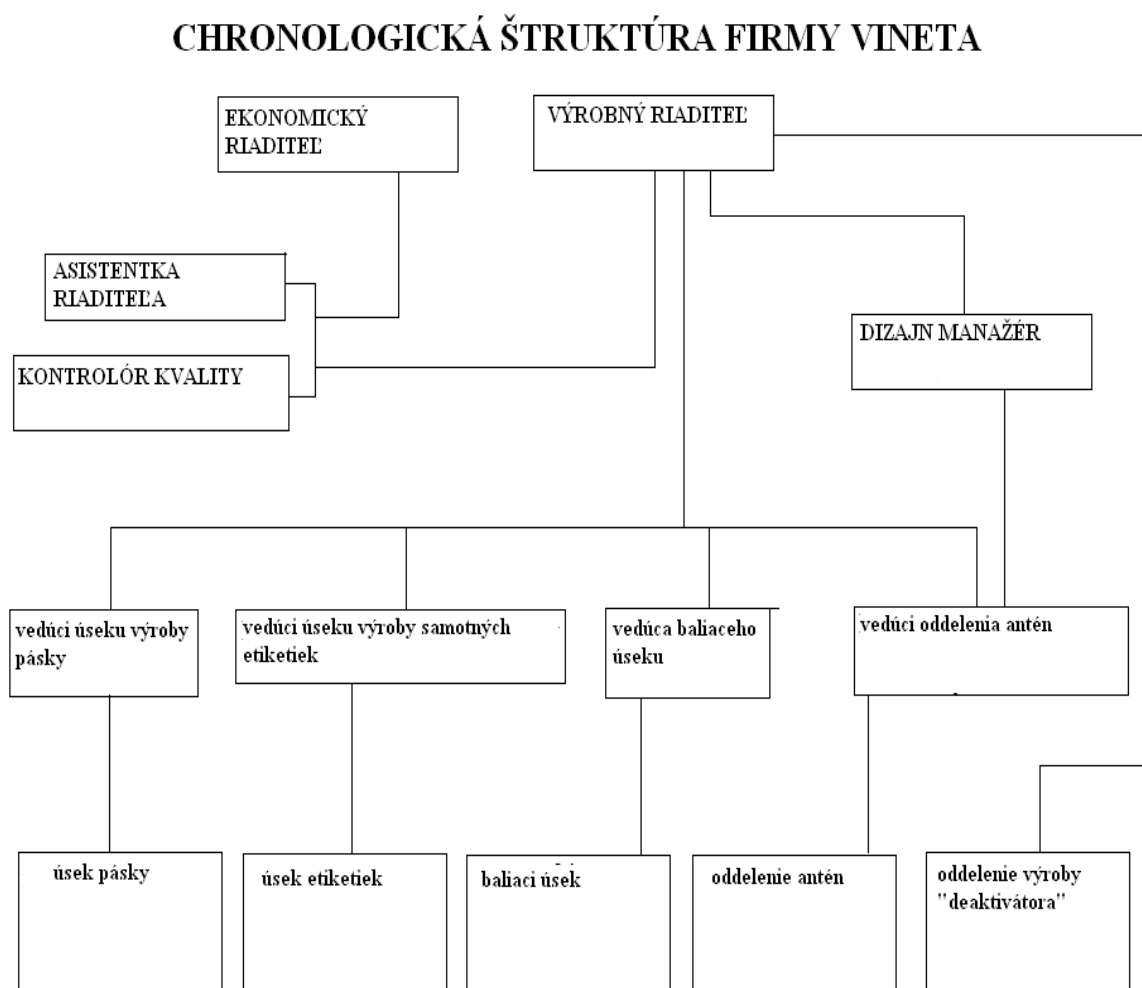 CHRONOLOGICKÁ ŠTRUKTÚRA FIRMY VINETA
EKONOMICKÝ
RIADITEĽ
VÝROBNÝ RIADITEĽ
ASISTENTKA
RIADITEĽA
KONTROLÓR KVALITY
DIZAJN MANAŽÉR
vedúci úseku výroby
pásky
vedúci úseku výroby samotných
etiketiek
vedúca baliaceho
úseku
vedúci oddelenia antén
úsek pásky
úsek etiketiek
baliaci úsek
oddelenie antén
oddelenie výroby
"deaktivátora"